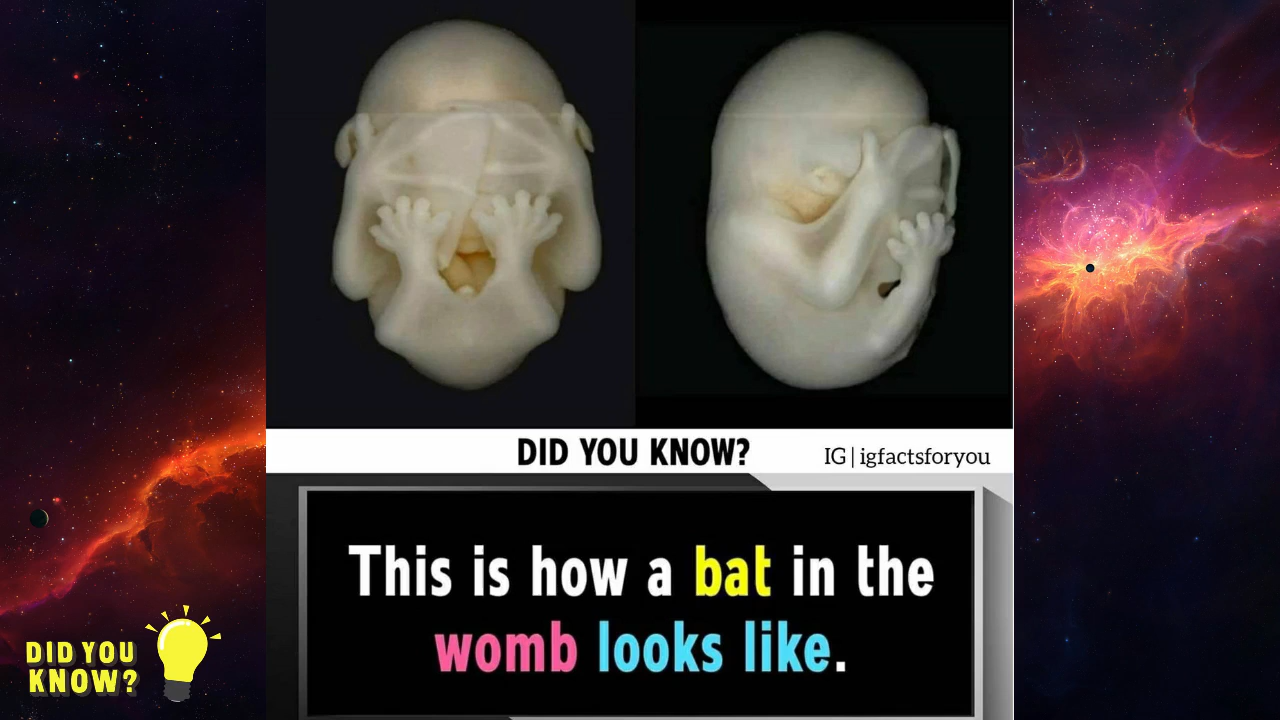 DID YOU KNOW?
IG | igfactsforyou
This is how a bat in the
womb looks like.
DID YOU
KNOW?